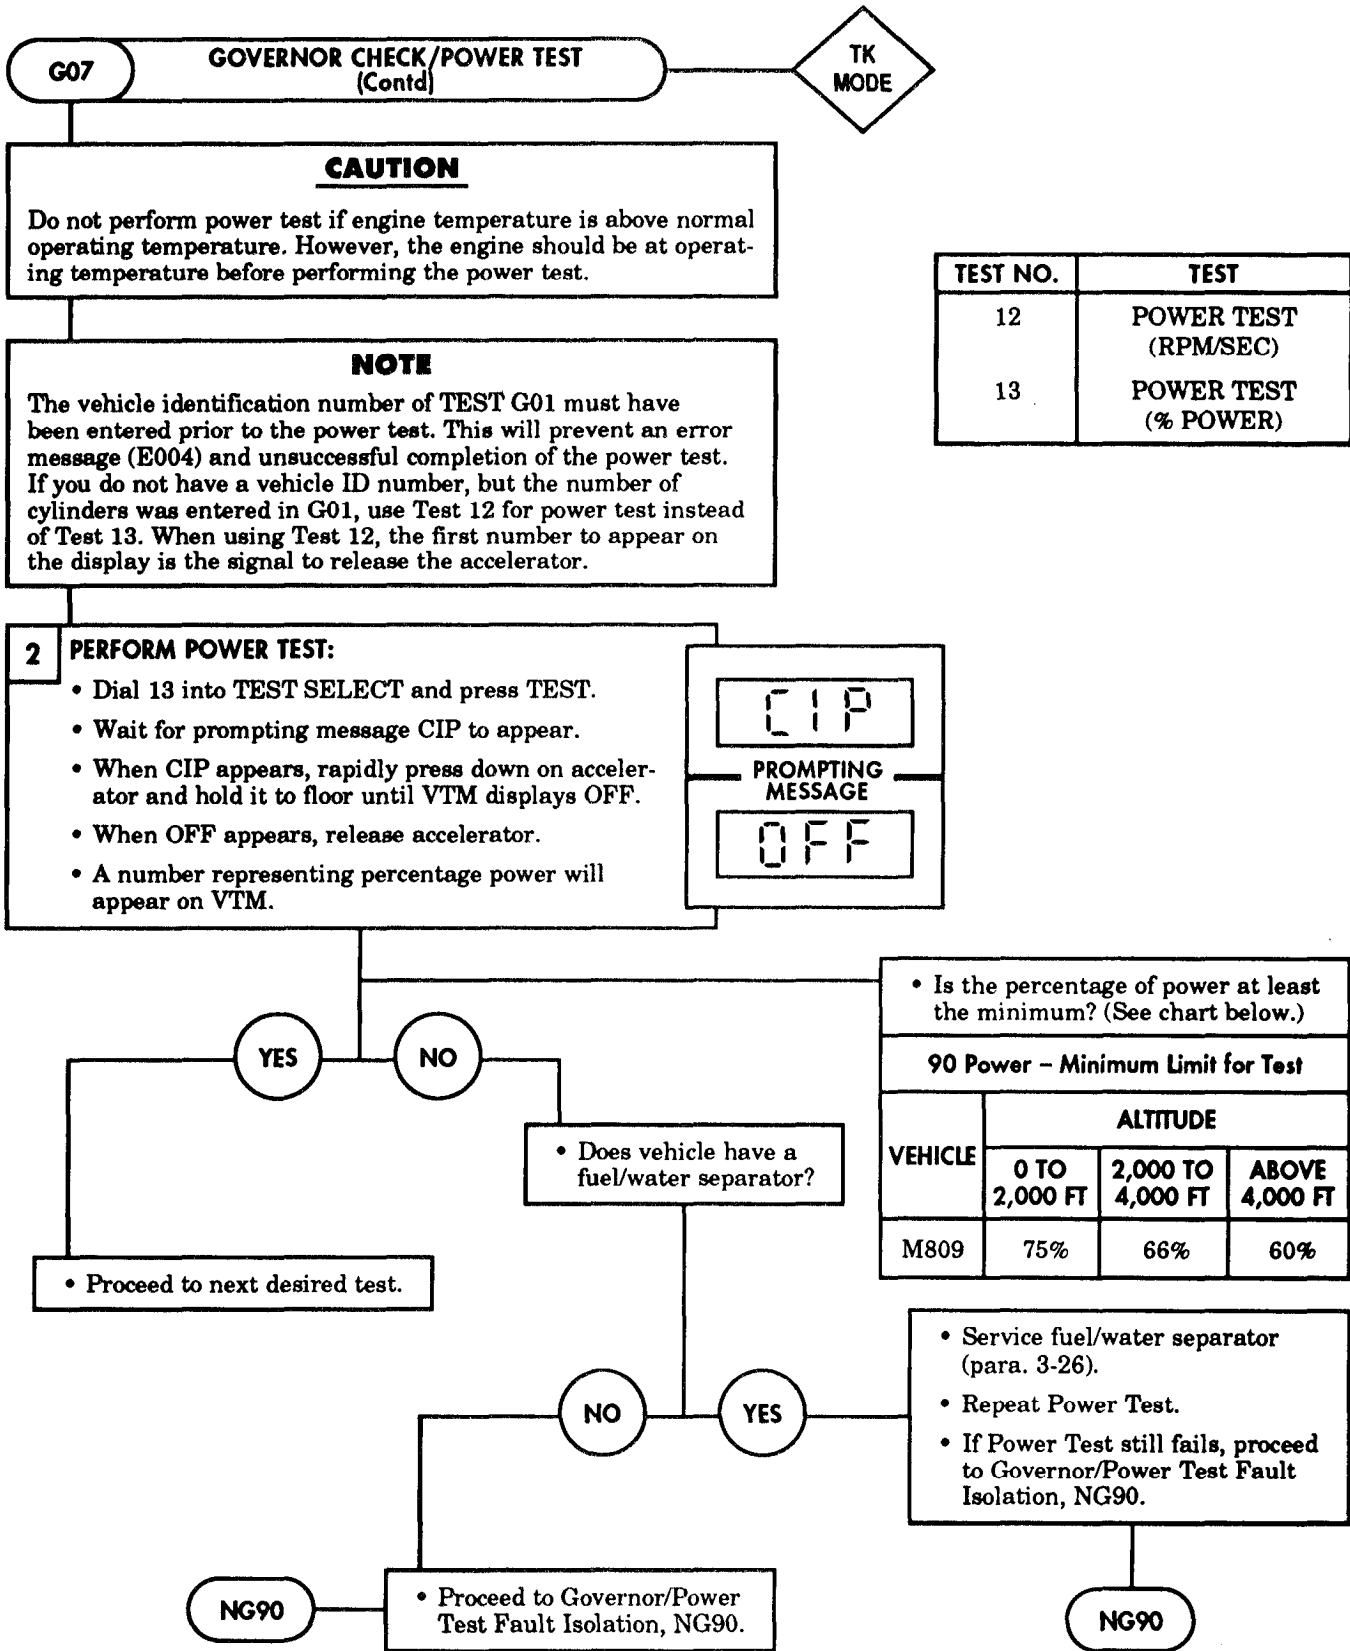 G07
GOVERNOR CHECK/POWER TEST
(Contd)
TK
MODE
CAUTION
Do not perform power test if engine temperature is above normal
operating temperature. However, the engine should be at operat-
ing temperature before performing the power test.
TEST NO. TEST
12 POWER TEST
(RPM/SEC)
13 POWER TEST
(% POWER)
NOTE
The vehicle identification number of TEST G01 must have
been entered prior to the power test. This will prevent an error
message (E004) and unsuccessful completion of the power test.
If you do not have a vehicle ID number, but the number of
cylinders was entered in G01, use Test 12 for power test instead
of Test 13. When using Test 12, the first number to appear on
the display is the signal to release the accelerator.
2 PERFORM POWER TEST:
• Dial 13 into TEST SELECT and press TEST.
• Wait for prompting message CIP to appear.
• When CIP appears, rapidly press down on acceler-
ator and hold it to floor until VTM displays OFF.
• When OFF appears, release accelerator.
• A number representing percentage power will
appear on VTM.
CIP
PROMPTING
MESSAGE
OFF
• Is the percentage of power at least
the minimum? (See chart below.)
90 Power – Minimum Limit for Test
VEHICLE
ALTITUDE
0 TO
2,000 FT
2,000 TO
4,000 FT
ABOVE
4,000 FT
M809 75% 66% 60%
YES
NO
• Does vehicle have a
fuel/water separator?
• Proceed to next desired test.
NO
YES
• Service fuel/water separator
(para. 3-26).
• Repeat Power Test.
• If Power Test still fails, proceed
to Governor/Power Test Fault
Isolation, NG90.
NG90
• Proceed to Governor/Power
Test Fault Isolation, NG90.
NG90